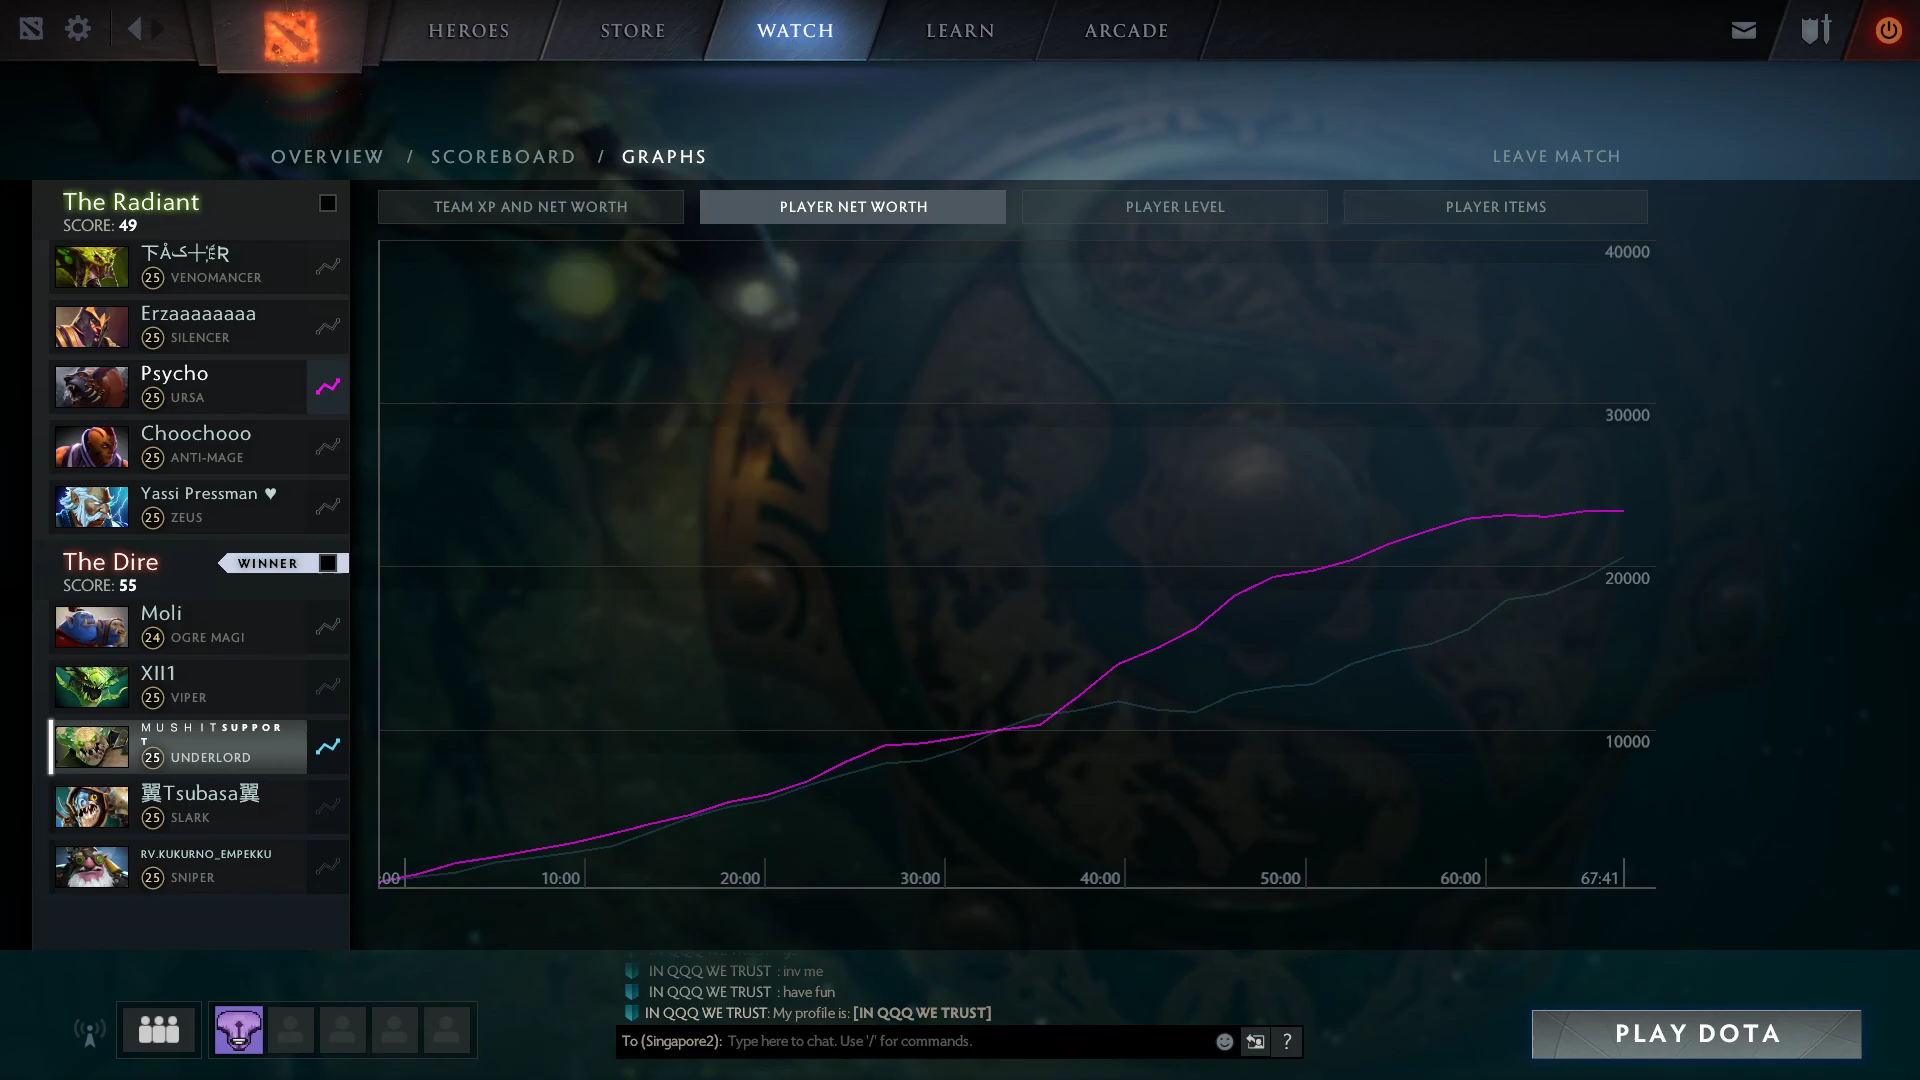 HEROES
STORE
WATCH
LEARN
ARCADE
OVERVIEW / SCOREBOARD / GRAPHS
LEAVE MATCH
The Radiant
SCORE: 49
25 VENOMANCER
Erzaaaaaaaa
25 SILENCER
Psycho
25 URSA
Choochooo
25 ANTI-MAGE
Yassi Pressman ♥
25 ZEUS
The Dire
WINNER
SCORE: 55
Moli
24 OGRE MAGI
XII1
25 VIPER
MUSHITSUPPOR
T
25 UNDERLORD
翼Tsubasa翼
25 SLARK
RV.KUKURNO_EMPEKKU
25 SNIPER
TEAM XP AND NET WORTH
PLAYER NET WORTH
PLAYER LEVEL
PLAYER ITEMS
40000
30000
20000
10000
:00
10:00
20:00
30:00
40:00
50:00
60:00
67:41
IN QQQ WE TRUST : inv me
IN QQQ WE TRUST : have fun
IN QQQ WE TRUST: My profile is: [IN QQQ WE TRUST]
To (Singapore2): Type here to chat. Use '/' for commands.
?
PLAY DOTA